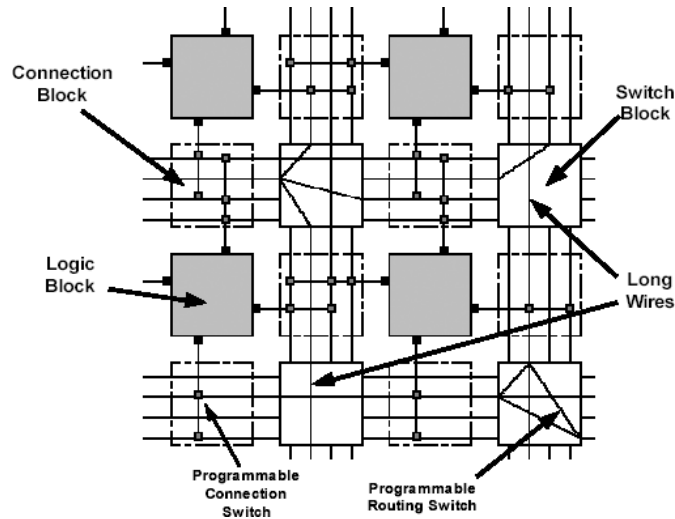 Connection
Block
Switch
Block
Logic
Block
Long
Wires
Programmable
Connection
Switch
Programmable
Routing Switch